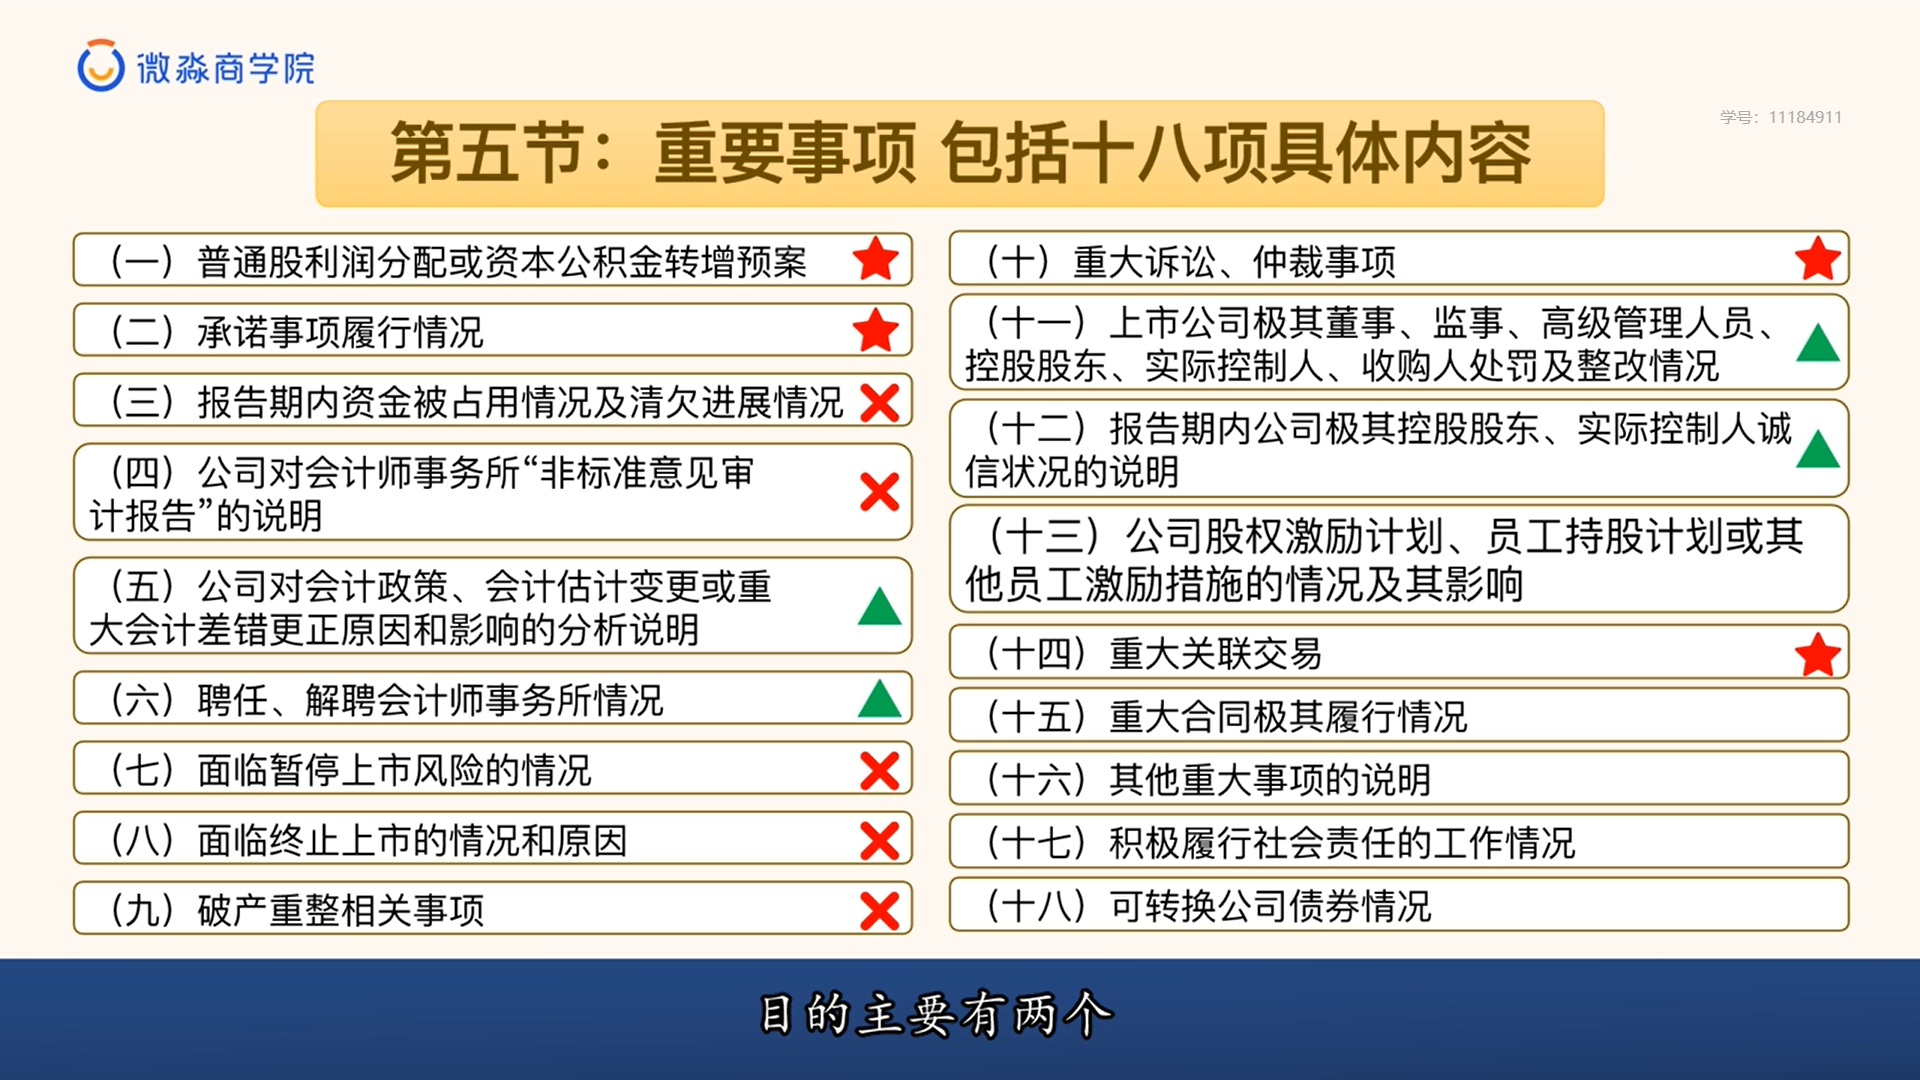 微淼商学院
学号：11184911
第五节：重要事项 包括十八项具体内容
（一）普通股利润分配或资本公积金转增预案
（二）承诺事项履行情况
（三）报告期内资金被占用情况及清欠进展情况
（四）公司对会计师事务所“非标准意见审
计报告”的说明
（五）公司对会计政策、会计估计变更或重
大会计差错更正原因和影响的分析说明
（六）聘任、解聘会计师事务所情况
（七）面临暂停上市风险的情况
（八）面临终止上市的情况和原因
（九）破产重整相关事项
（十）重大诉讼、仲裁事项
（十一）上市公司极其董事、监事、高级管理人员、
控股股东、实际控制人、收购人处罚及整改情况
（十二）报告期内公司极其控股股东、实际控制人诚
信状况的说明
（十三）公司股权激励计划、员工持股计划或其
他员工激励措施的情况及其影响
（十四）重大关联交易
（十五）重大合同极其履行情况
（十六）其他重大事项的说明
（十七）积极履行社会责任的工作情况
（十八）可转换公司债券情况
目的主要有两个